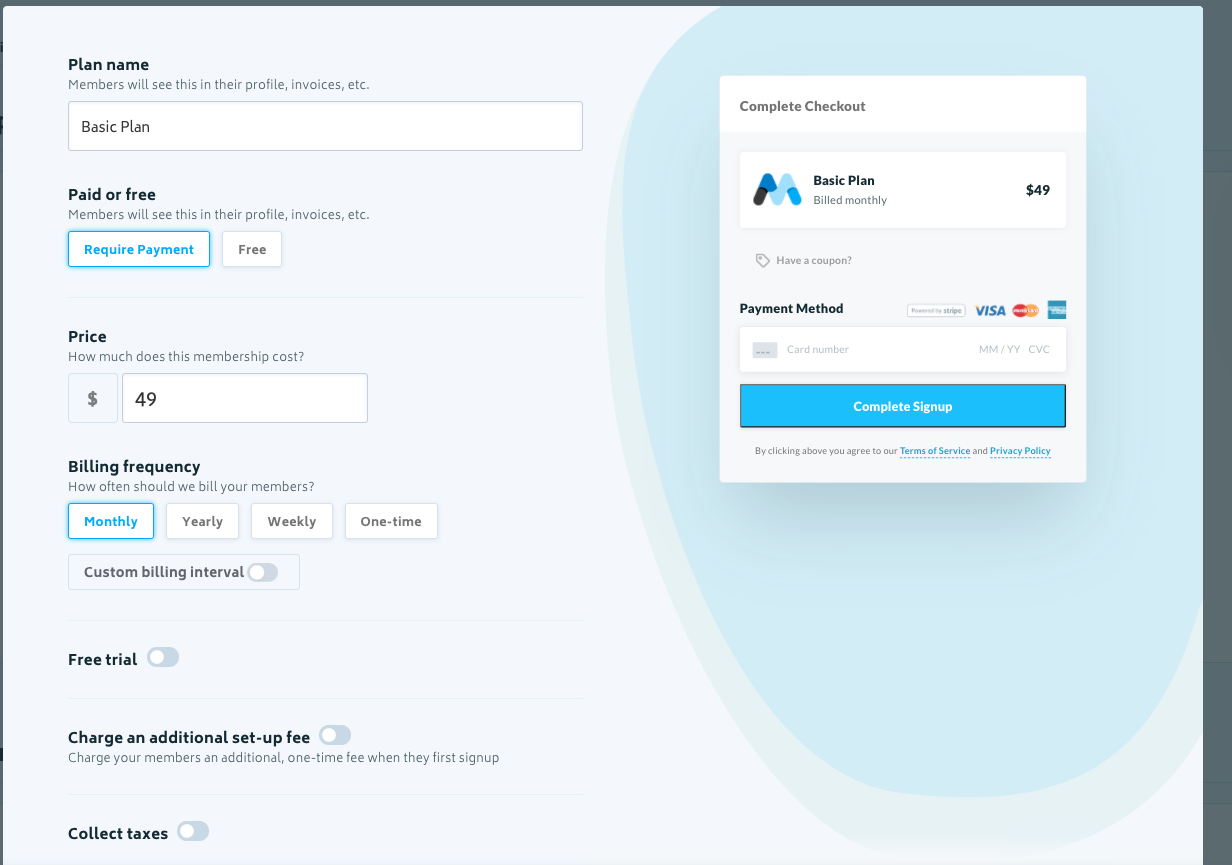 Plan name
Members will see this in their profile, invoices, etc.
Basic Plan
Paid or free
Members will see this in their profile, invoices, etc.
Require Payment
Free
Price
How much does this membership cost?
$
49
Billing frequency
How often should we bill your members?
Monthly
Yearly
Weekly
One-time
Custom billing interval
Free trial
Charge an additional set-up fee
Charge your members an additional, one-time fee when they first signup
Collect taxes
Complete Checkout
Basic Plan
$49
Billed monthly
Have a coupon?
Payment Method
Powered by stripe
VISA
Card number
MM / YY
CVC
Complete Signup
By clicking above you agree to our Terms of Service and Privacy Policy